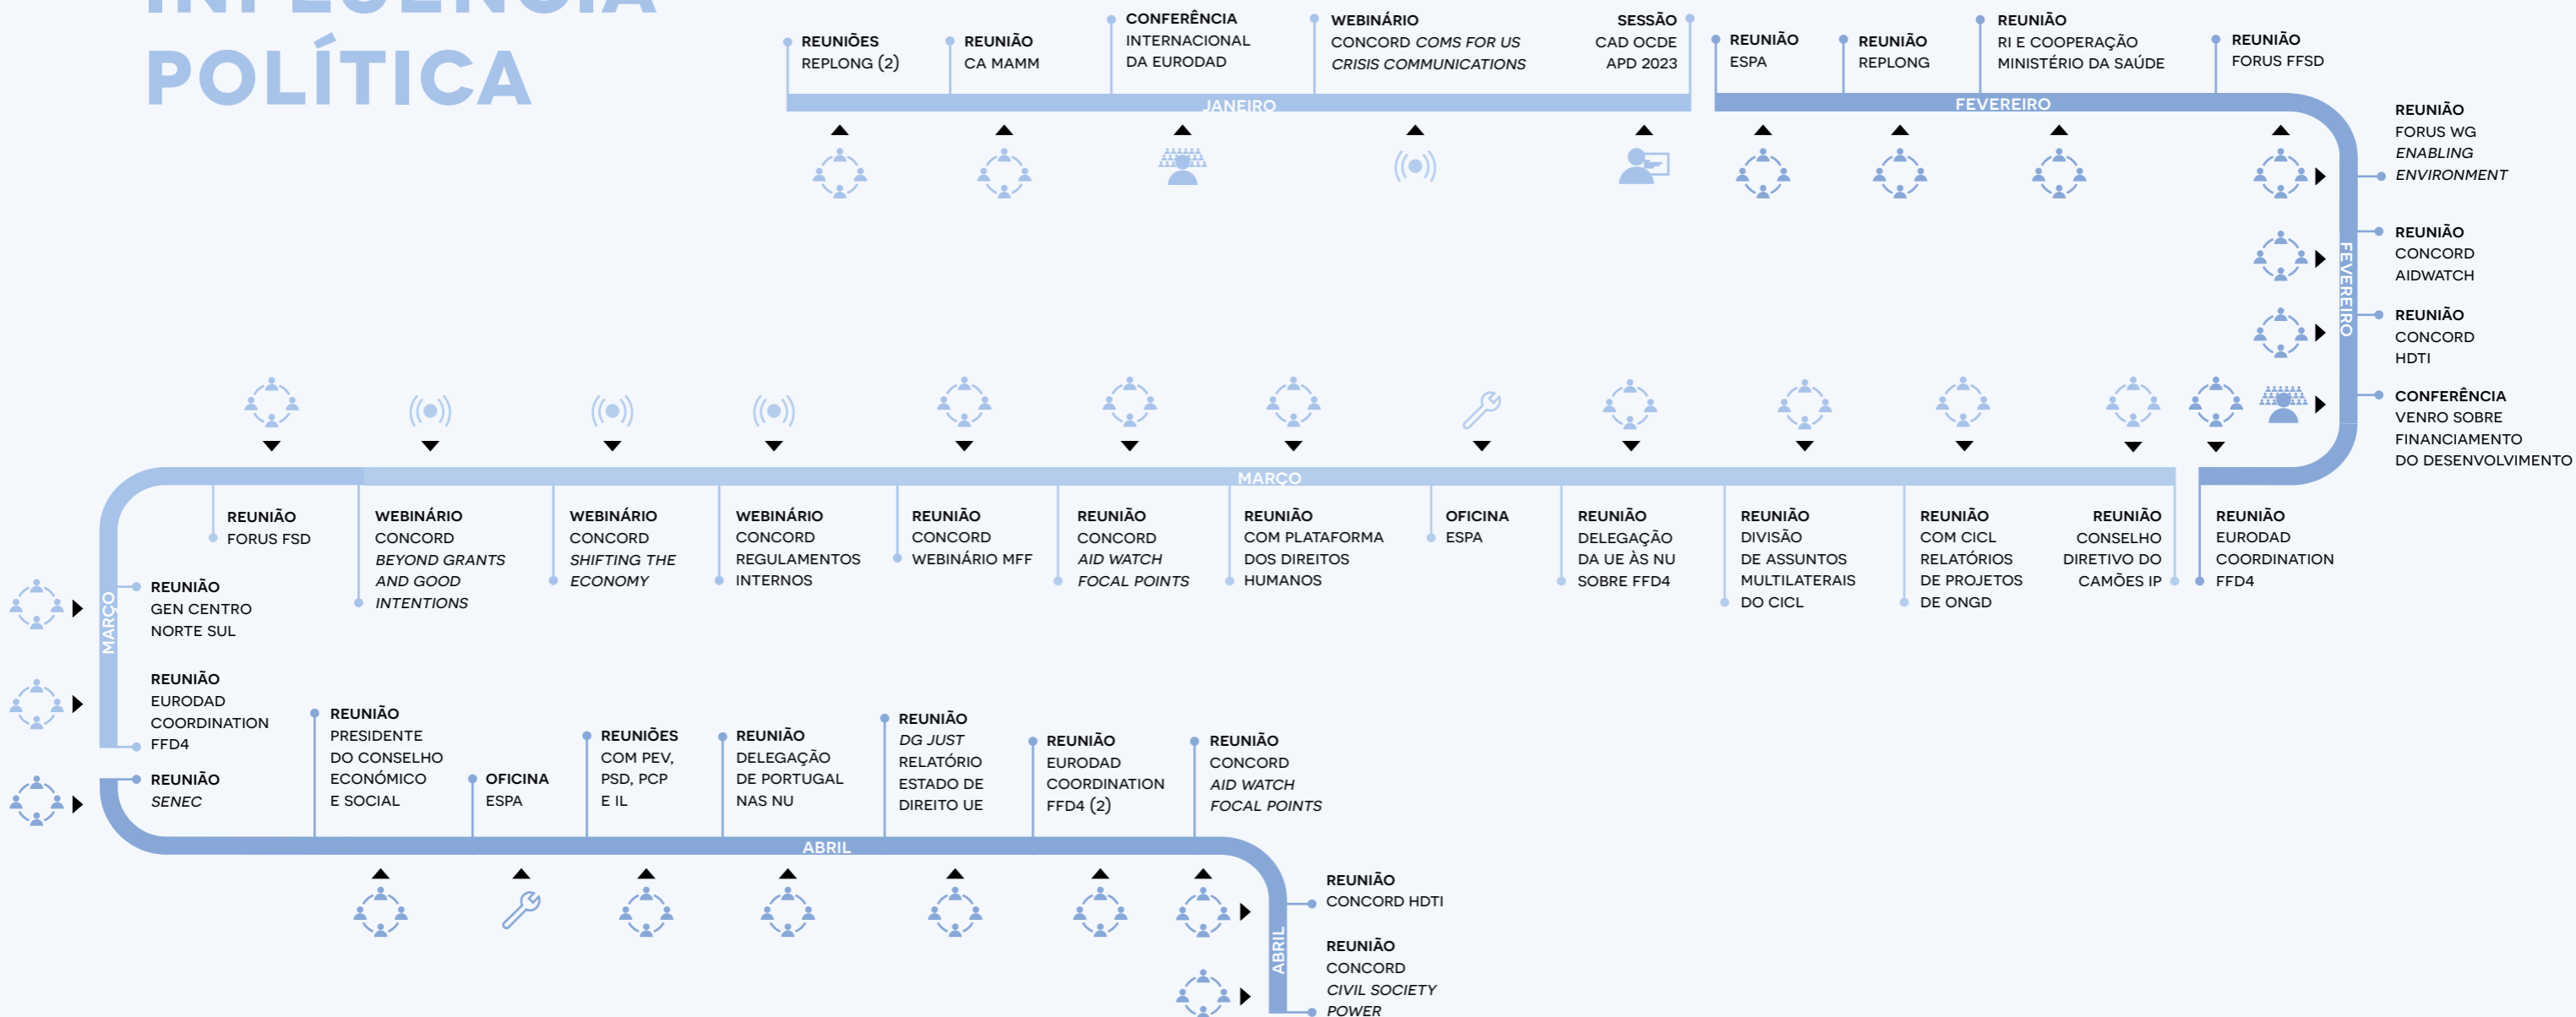 INFLUÊNCIA
POLÍTICA
REUNIÕES
REPLONG (2)
REUNIÃO
CA MAMM
CONFERÊNCIA
INTERNACIONAL
DA EURODAD
WEBINÁRIO
CONCORD COMS FOR US
CRISIS COMMUNICATIONS
SESSÃO
CAD OCDE
APD 2023
JANEIRO
REUNIÃO
ESPA
REUNIÃO
REPLONG
REUNIÃO
RI E COOPERAÇÃO
MINISTÉRIO DA SAÚDE
REUNIÃO
FORUS FFSD
FEVEREIRO
REUNIÃO
FORUS WG
ENABLING
ENVIRONMENT
REUNIÃO
CONCORD
AIDWATCH
FEVEREIRO
REUNIÃO
CONCORD
HDTI
CONFERÊNCIA
VENRO SOBRE
FINANCIAMENTO
DO DESENVOLVIMENTO
REUNIÃO
EURODAD
COORDINATION
FFD4
MARÇO
REUNIÃO
CONSELHO
DIRETIVO DO
CAMÕES IP
REUNIÃO
COM CICL
RELATÓRIOS
DE PROJETOS
DE ONGD
REUNIÃO
DIVISÃO
DE ASSUNTOS
MULTILATERAIS
DO CICL
REUNIÃO
DELEGAÇÃO
DA UE ÀS NU
SOBRE FFD4
OFICINA
ESPA
REUNIÃO
COM PLATAFORMA
DOS DIREITOS
HUMANOS
REUNIÃO
CONCORD
AID WATCH
FOCAL POINTS
REUNIÃO
CONCORD
WEBINÁRIO MFF
WEBINÁRIO
CONCORD
REGULAMENTOS
INTERNOS
WEBINÁRIO
CONCORD
SHIFTING THE
ECONOMY
WEBINÁRIO
CONCORD
BEYOND GRANTS
AND GOOD
INTENTIONS
REUNIÃO
FORUS FSD
MARÇO
REUNIÃO
GEN CENTRO
NORTE SUL
REUNIÃO
EURODAD
COORDINATION
FFD4
REUNIÃO
SENEC
REUNIÃO
PRESIDENTE
DO CONSELHO
ECONÓMICO
E SOCIAL
OFICINA
ESPA
REUNIÕES
COM PEV,
PSD, PCP
E IL
REUNIÃO
DELEGAÇÃO
DE PORTUGAL
NAS NU
REUNIÃO
DG JUST
RELATÓRIO
ESTADO DE
DIREITO UE
REUNIÃO
EURODAD
COORDINATION
FFD4 (2)
REUNIÃO
CONCORD
AID WATCH
FOCAL POINTS
ABRIL
REUNIÃO
CONCORD HDTI
ABRIL
REUNIÃO
CONCORD
CIVIL SOCIETY
POWER